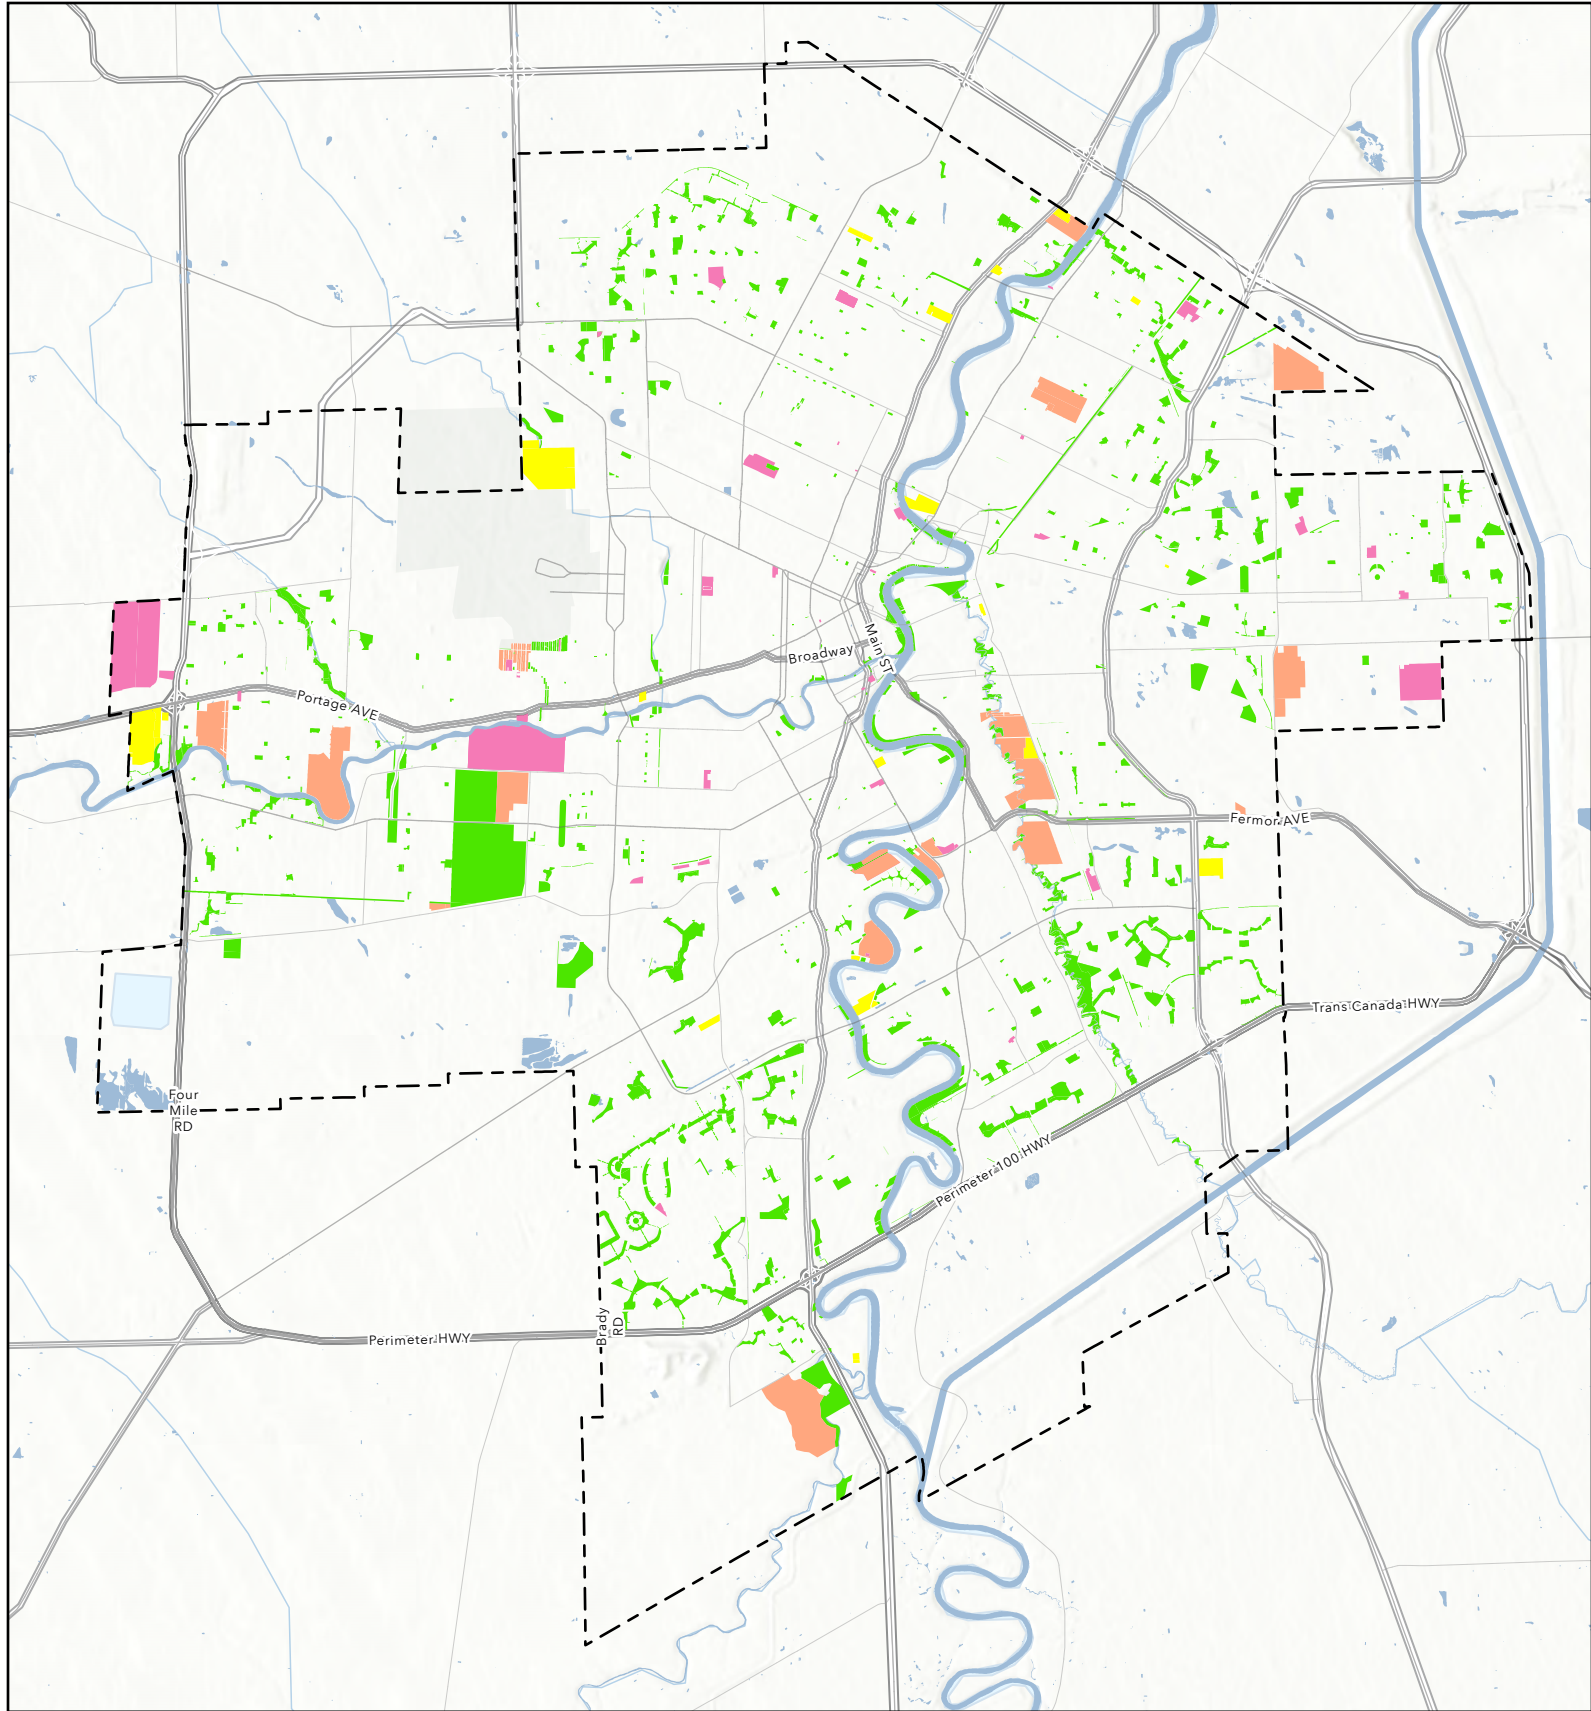 Main ST
Broadway
Portage AVE
Fermor AVE
Trans Canada HWY
Four
Mile
RD
Perimeter 100 HWY
Brady
RD
Perimeter HWY